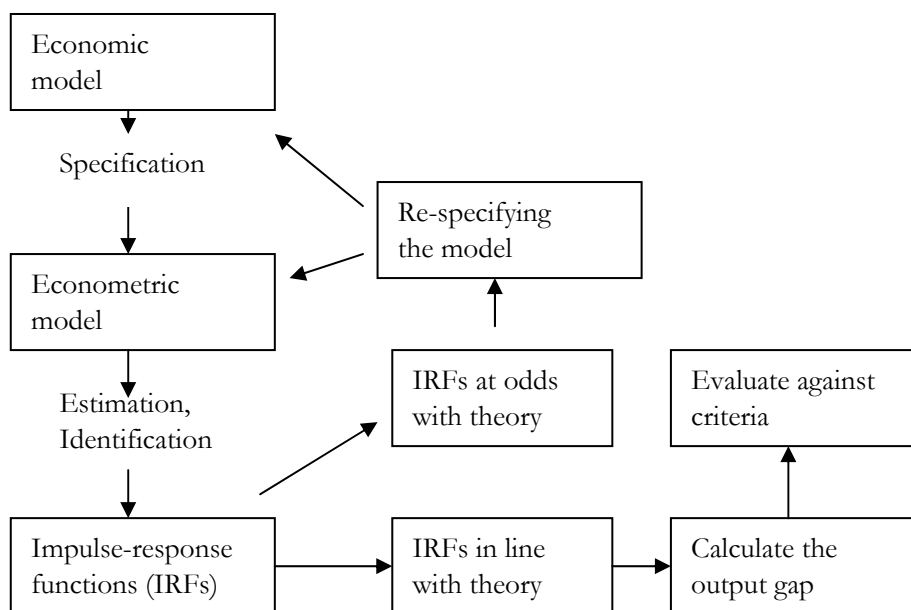 Economic
model
Specification
Re-specifying
the model
Econometric
model
IRFs at odds
with theory
Evaluate against
criteria
Estimation,
Identification
Impulse-response
functions (IRFs)
IRFs in line
with theory
Calculate the
output gap